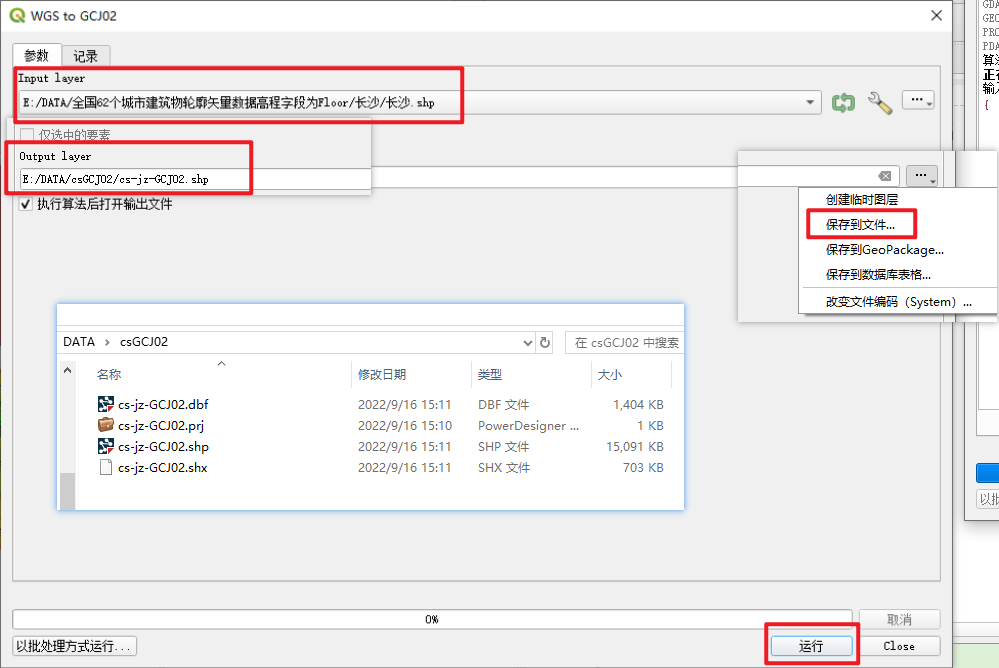 WGS to GCJ02
参数 记录
Input layer
E:/DATA/全国62个城市建筑物轮廓矢量数据高程字段为Floor/长沙/长沙.shp
仅选中的要素
Output layer
E:/DATA/csGCJ02/cs-jz-GCJ02.shp
执行算法后打开输出文件
创建临时图层
保存到文件...
保存到GeoPackage...
保存到数据库表格...
改变文件编码（System）...
DATA › csGCJ02
在 csGCJ02 中搜索
名称 修改日期 类型 大小
cs-jz-GCJ02.dbf 2022/9/16 15:11 DBF 文件 1,404 KB
cs-jz-GCJ02.prj 2022/9/16 15:10 PowerDesigner ... 1 KB
cs-jz-GCJ02.shp 2022/9/16 15:11 SHP 文件 15,091 KB
cs-jz-GCJ02.shx 2022/9/16 15:11 SHX 文件 703 KB
0%
取消
以批处理方式运行...
运行
Close
GDA
GEO
PRO
PDA
算法
正在
输入
{
以批